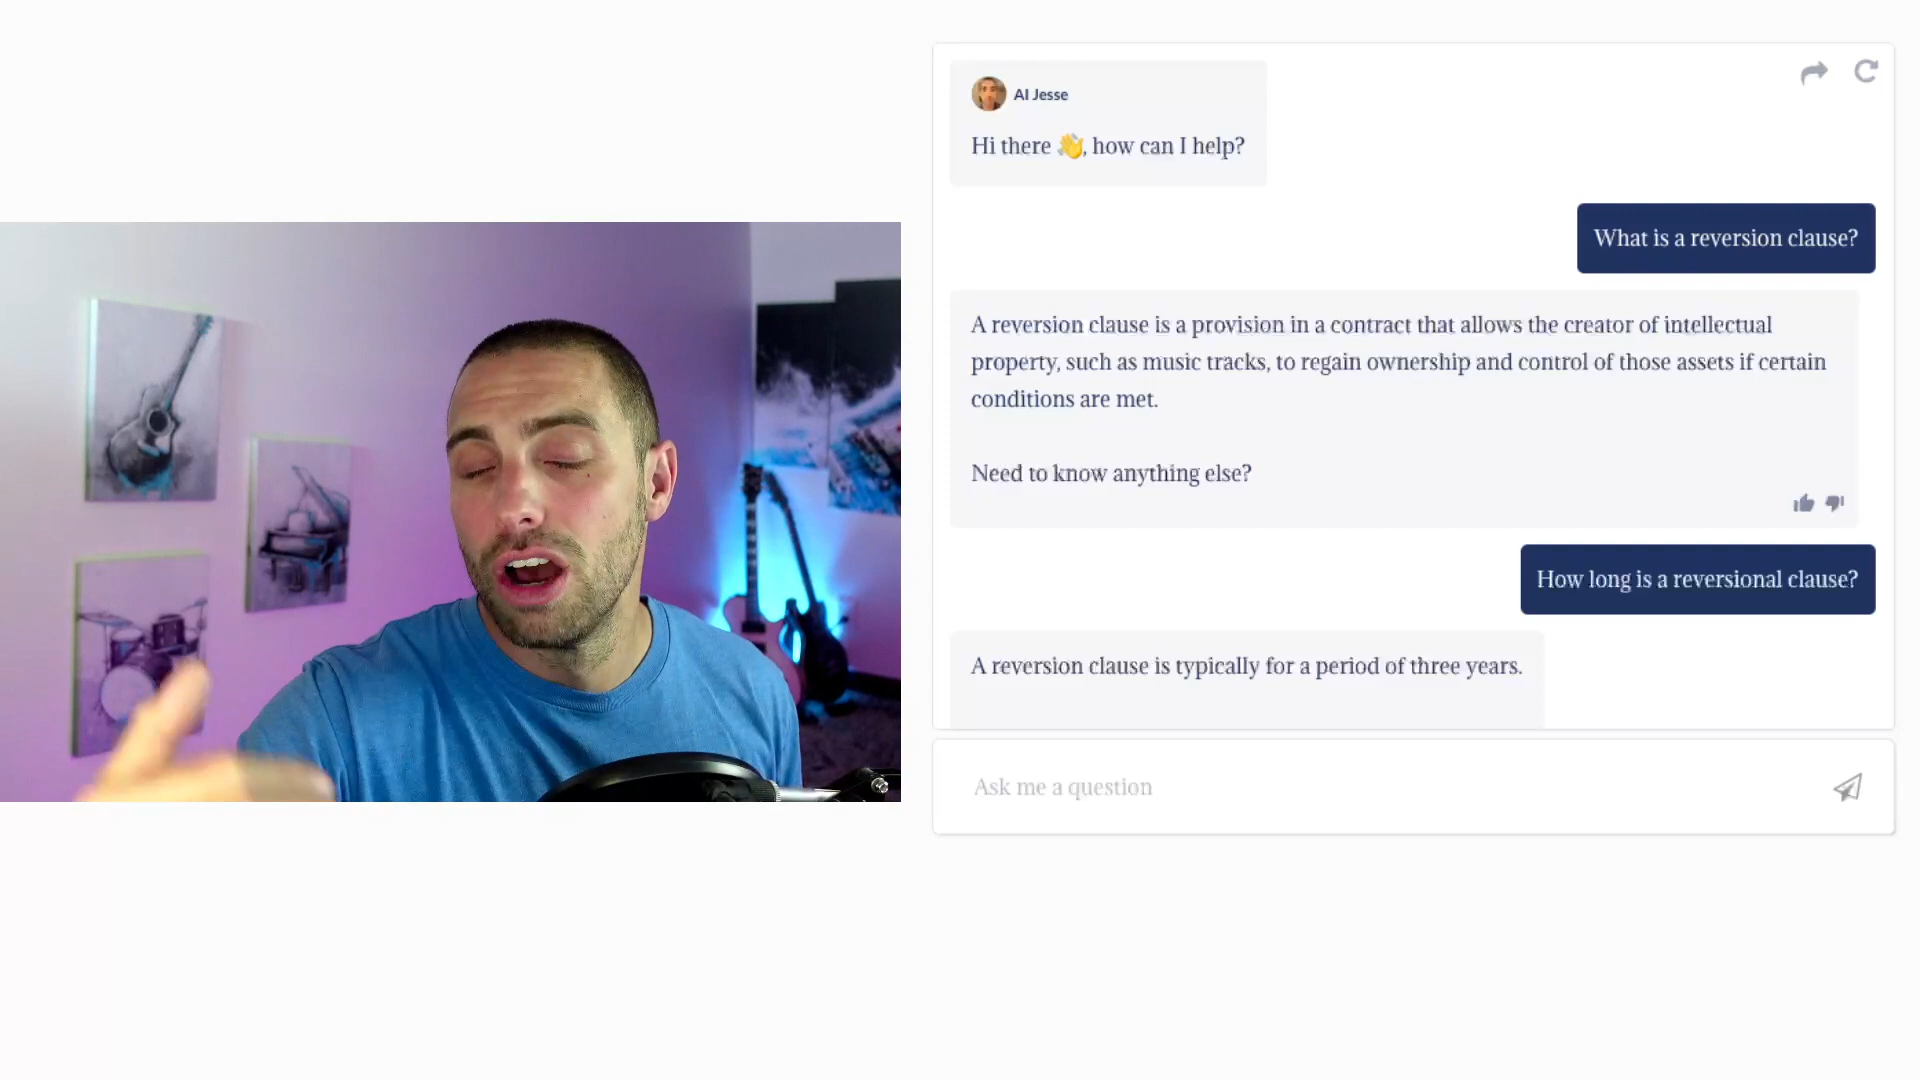 AI Jesse
Hi there 👋, how can I help?
What is a reversion clause?
A reversion clause is a provision in a contract that allows the creator of intellectual
property, such as music tracks, to regain ownership and control of those assets if certain
conditions are met.
Need to know anything else?
How long is a reversional clause?
A reversion clause is typically for a period of three years.
Ask me a question